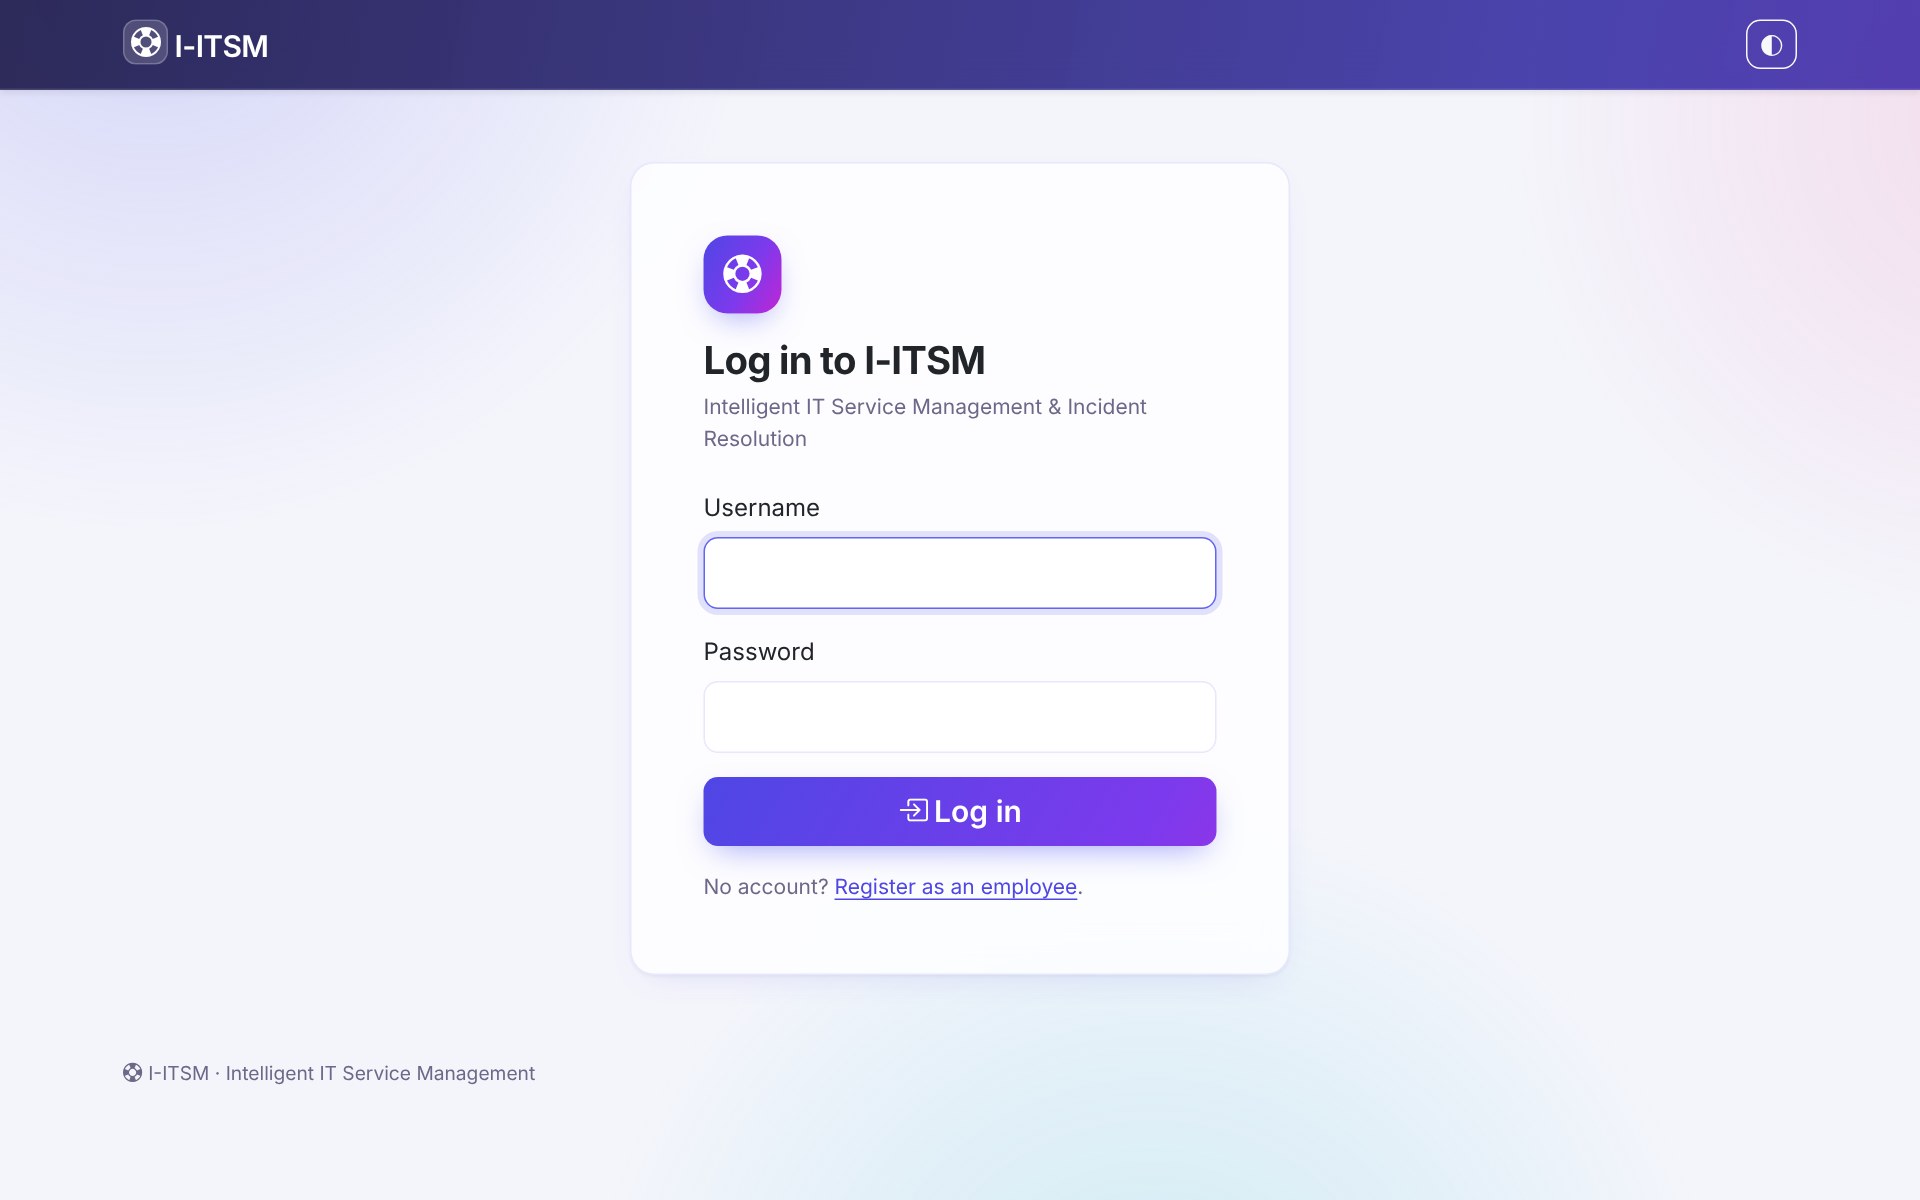 I-ITSM
Log in to I-ITSM
Intelligent IT Service Management & Incident
Resolution
Username
Password
Log in
No account? Register as an employee.
I-ITSM · Intelligent IT Service Management